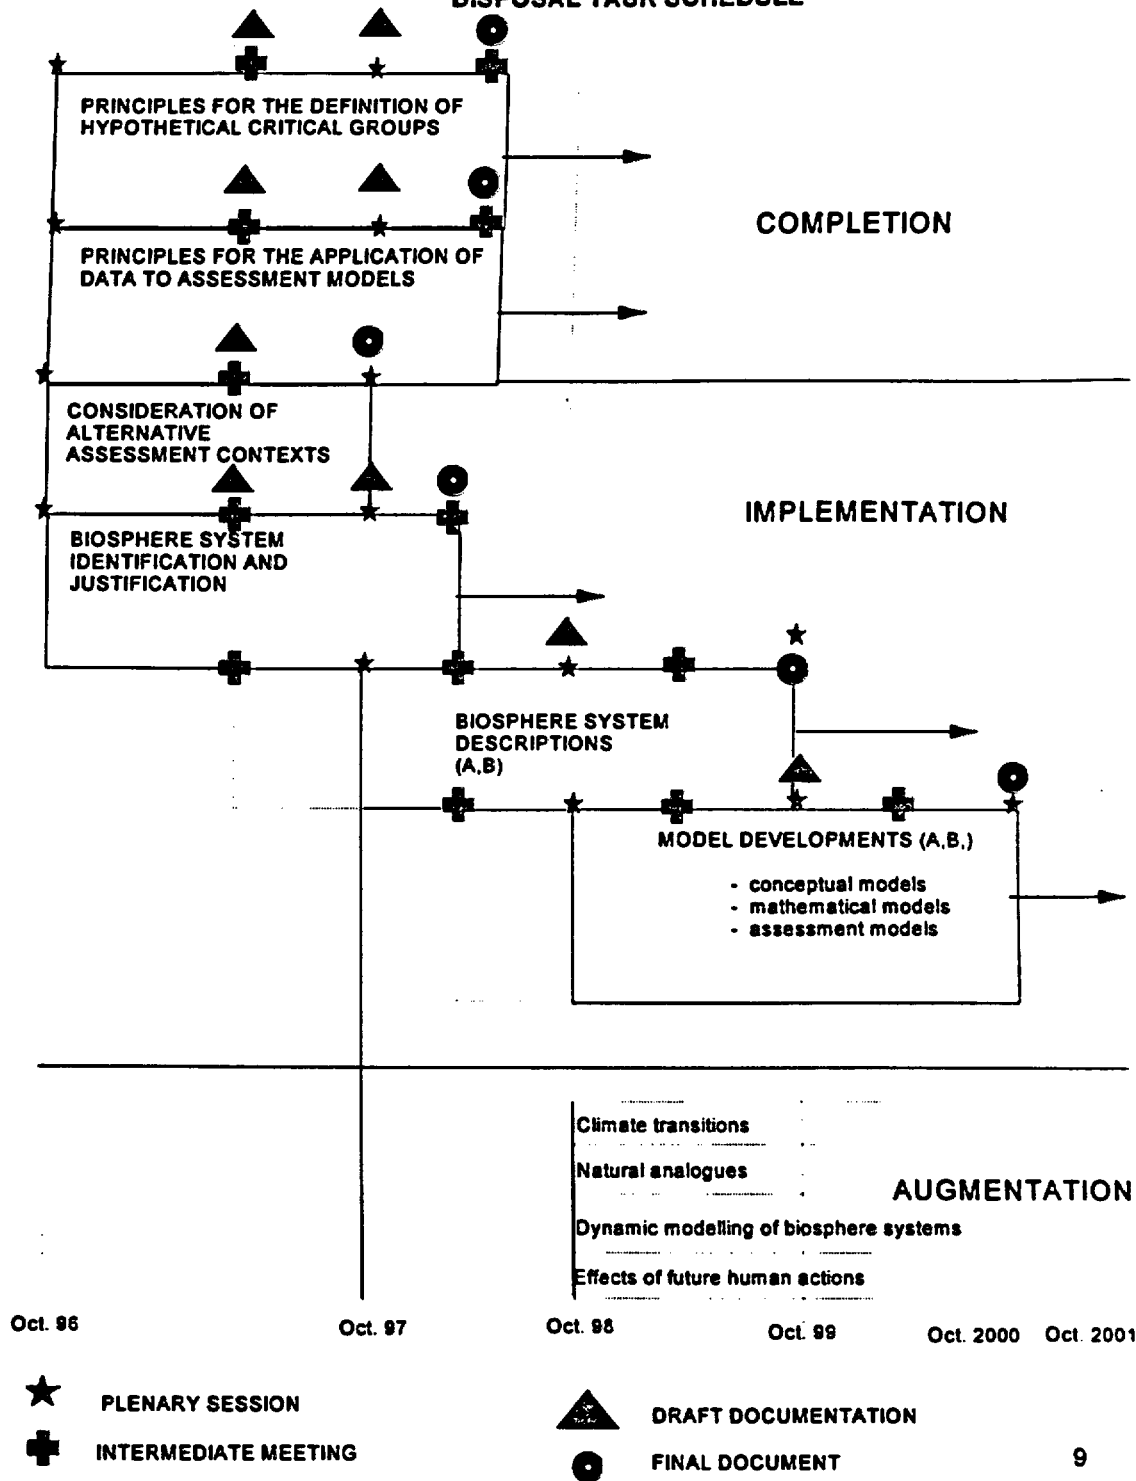 DISPOSAL TASK SCHEDULE
PRINCIPLES FOR THE DEFINITION OF
HYPOTHETICAL CRITICAL GROUPS
COMPLETION
PRINCIPLES FOR THE APPLICATION OF
DATA TO ASSESSMENT MODELS
CONSIDERATION OF
ALTERNATIVE
ASSESSMENT CONTEXTS
IMPLEMENTATION
BIOSPHERE SYSTEM
IDENTIFICATION AND
JUSTIFICATION
BIOSPHERE SYSTEM
DESCRIPTIONS
(A,B)
MODEL DEVELOPMENTS (A,B,)
- conceptual models
- mathematical models
- assessment models
Climate transitions
Natural analogues
AUGMENTATION
Dynamic modelling of biosphere systems
Effects of future human actions
Oct. 96 Oct. 97 Oct. 98 Oct. 99 Oct. 2000 Oct. 2001
PLENARY SESSION
DRAFT DOCUMENTATION
INTERMEDIATE MEETING
FINAL DOCUMENT
9